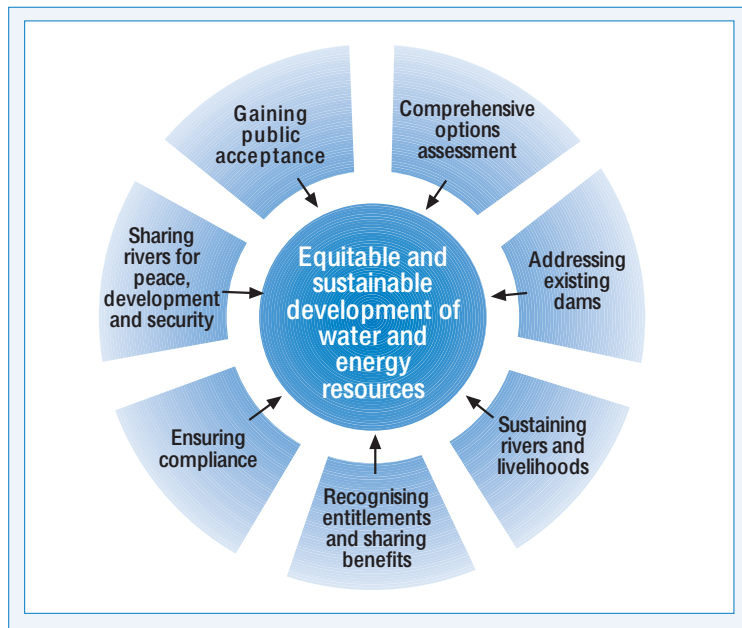 Gaining
public
acceptance
Comprehensive
options
assessment
Addressing
existing
dams
Sustaining
rivers and
livelihoods
Recognising
entitlements
and sharing
benefits
Ensuring
compliance
Sharing
rivers for
peace,
development
and security
Equitable and
sustainable
development of
water and
energy
resources